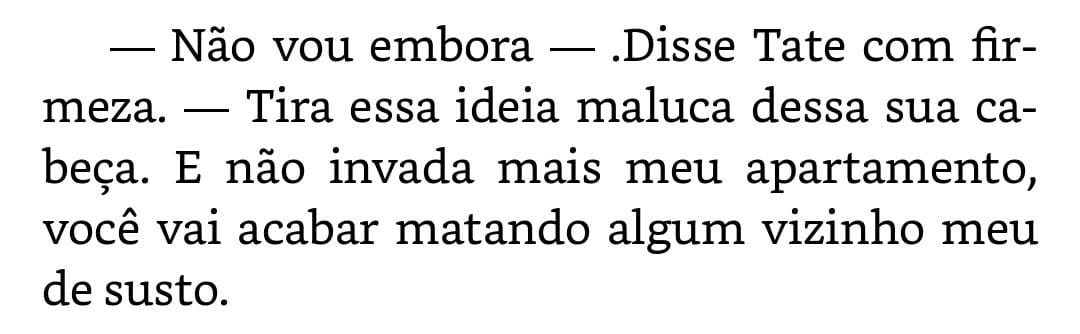 — Não vou embora — .Disse Tate com fir-
meza. — Tira essa ideia maluca dessa sua ca-
beça. E não invada mais meu apartamento,
você vai acabar matando algum vizinho meu
de susto.